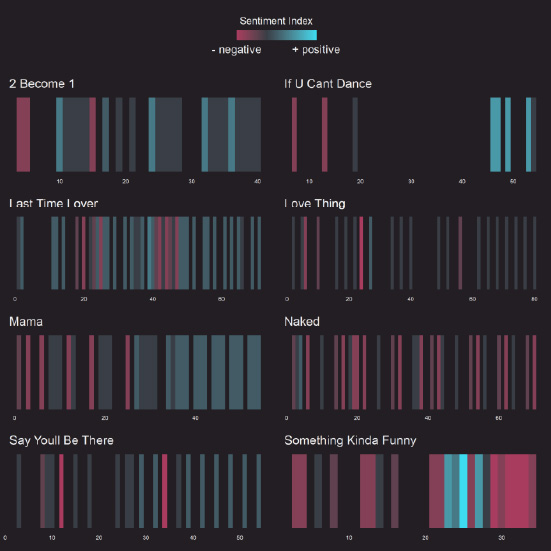 Sentiment Index
- negative + positive
2 Become 1 If U Cant Dance
10 20 30 40 10 20 30 40 50
Last Time Lover Love Thing
0 20 40 60 0 20 40 60 80
Mama Naked
0 20 40 0 20 40 60
Say Youll Be There Something Kinda Funny
0 10 20 30 40 50 10 20 30